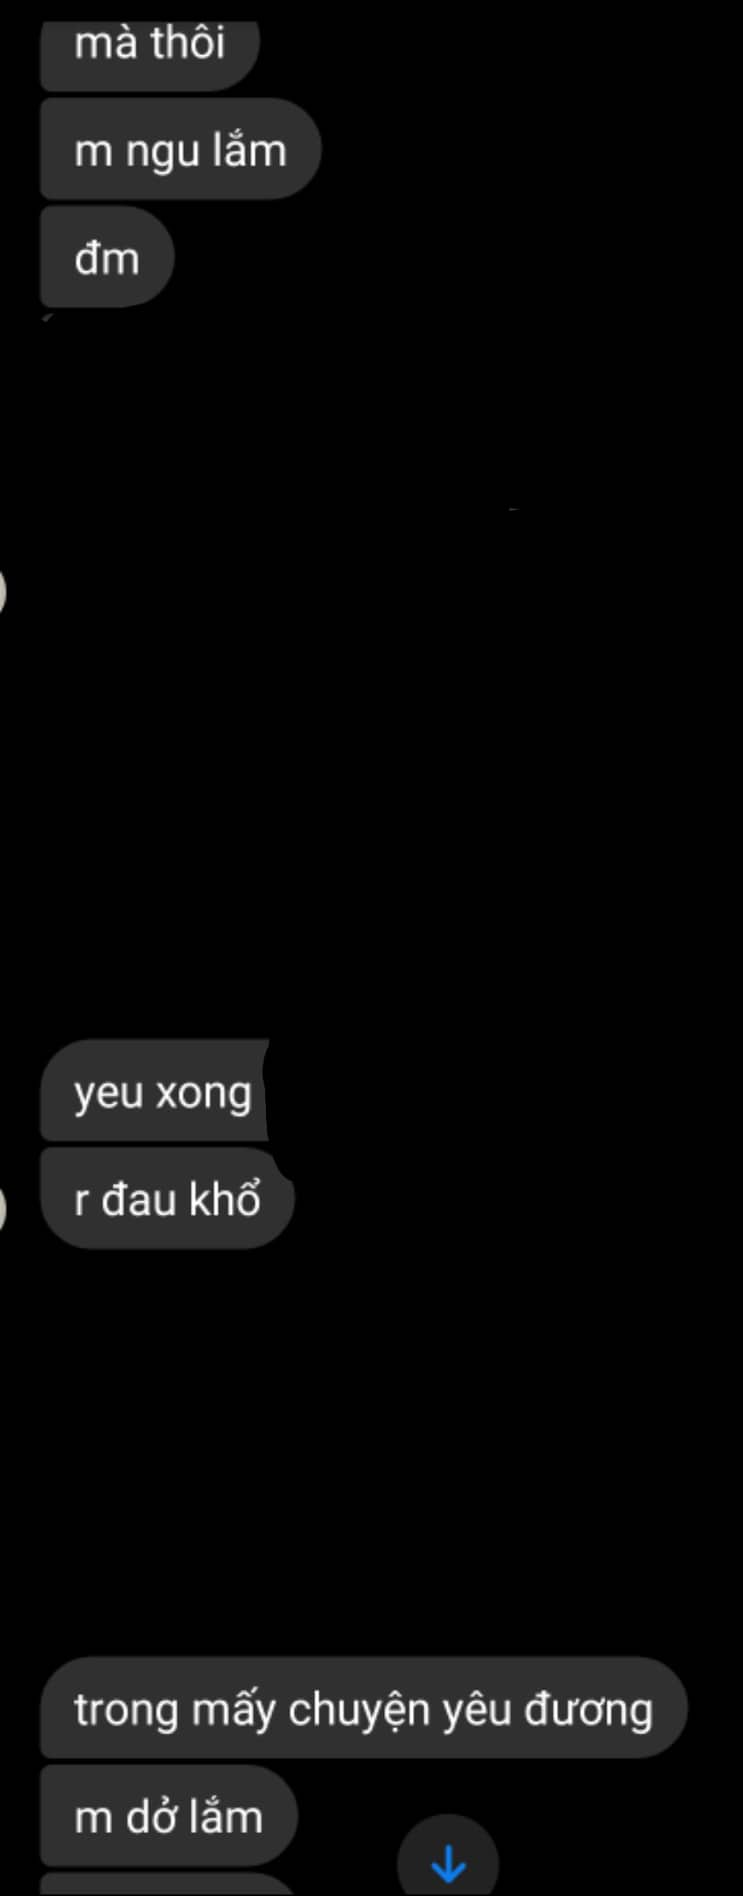 mà thôi
m ngu lắm
đm
yeu xong
r đau khổ
trong mấy chuyện yêu đương
m dở lắm